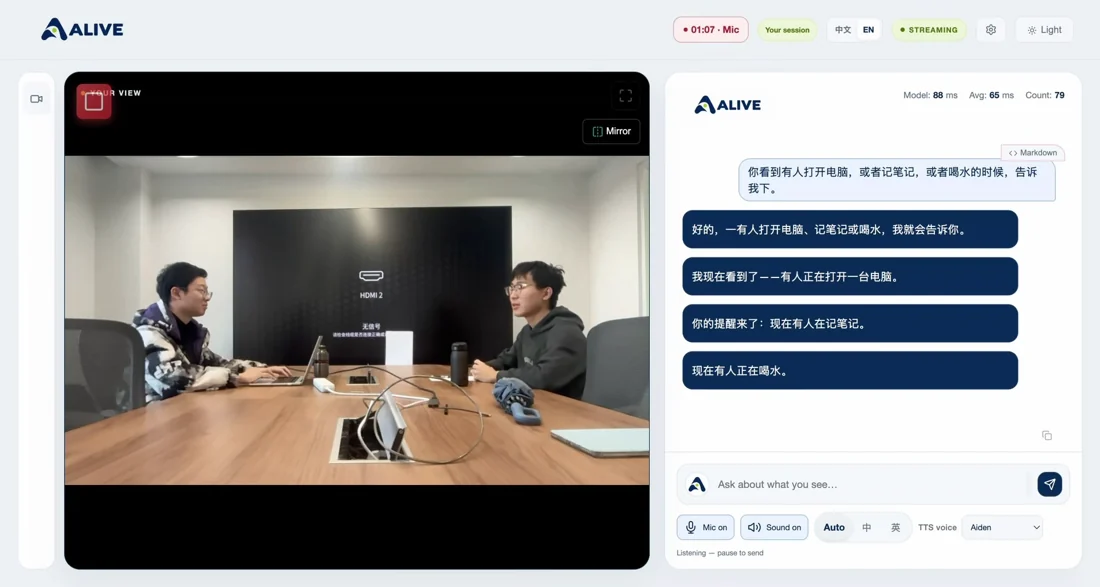 ALIVE
01:07 · Mic
Your session
中文
EN
STREAMING
Light
YOUR VIEW
Mirror
HDMI 2
无信号
ALIVE
Model: 88 ms
Avg: 65 ms
Count: 79
Markdown
你看到有人打开电脑，或者记笔记，或者喝水的时候，告诉
我下。
好的，一有人打开电脑、记笔记或喝水，我就会告诉你。
我现在看到了——有人正在打开一台电脑。
你的提醒来了：现在有人在记笔记。
现在有人正在喝水。
Ask about what you see...
Mic on
Sound on
Auto
中
英
TTS voice
Aiden
Listening — pause to send